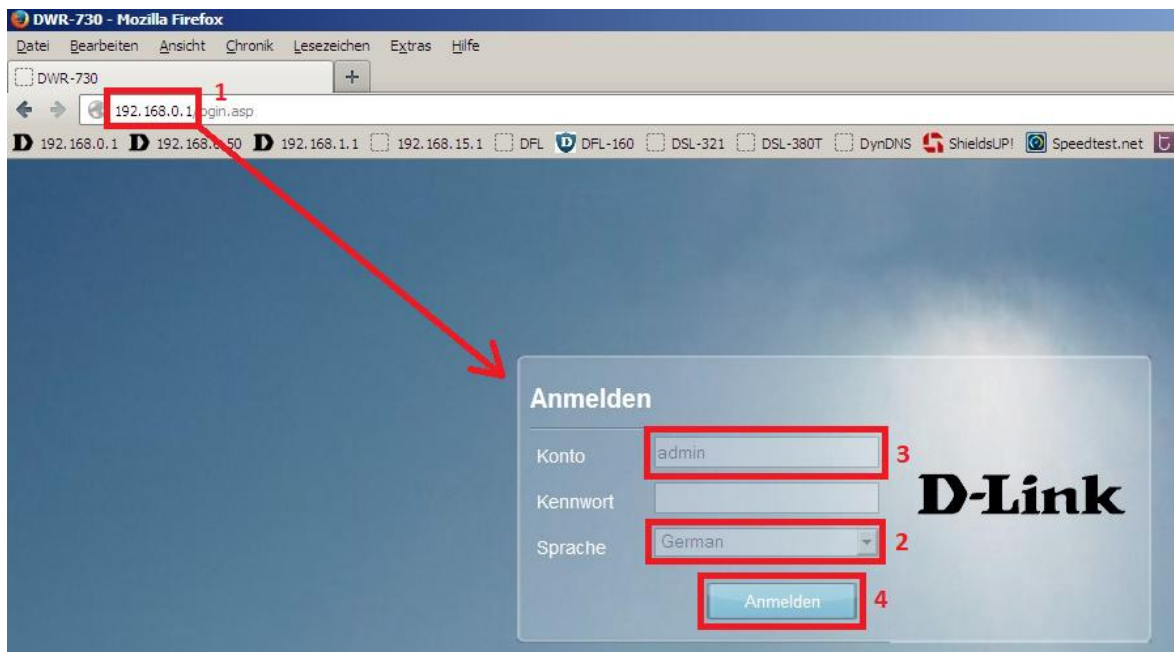 DWR-730 - Mozilla Firefox
Datei Bearbeiten Ansicht Chronik Lesezeichen Extras Hilfe
DWR-730 +
1
192.168.0.1/login.asp
D 192.168.0.1 D 192.168.0.50 D 192.168.1.1 192.168.15.1 DFL D DFL-160 DSL-321 DSL-380T DynDNS ShieldsUP! Speedtest.net
Anmelden
Konto admin 3
Kennwort
D-Link
Sprache German 2
Anmelden 4